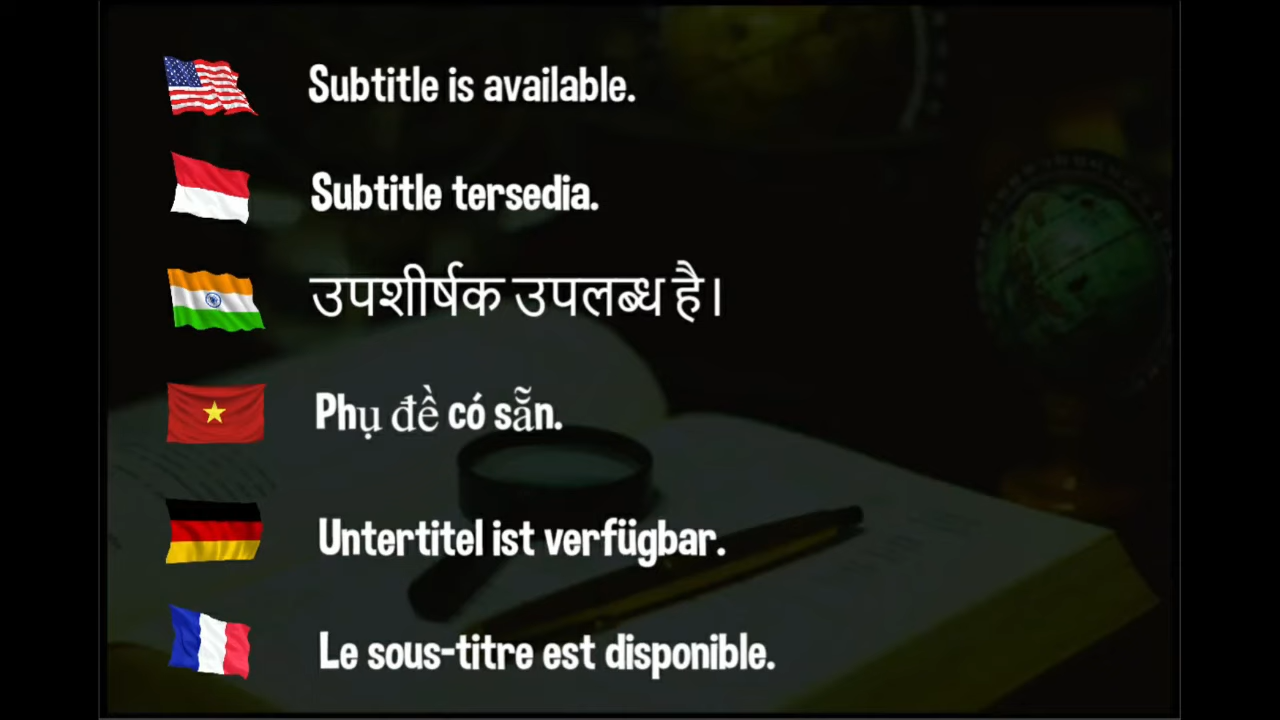 Subtitle is available.
Subtitle tersedia.
उपशीर्षक उपलब्ध है।
Phụ đề có sẵn.
Untertitel ist verfügbar.
Le sous-titre est disponible.